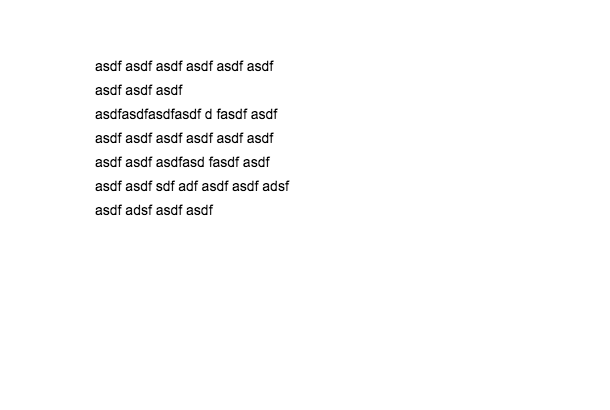 asdf asdf asdf asdf asdf asdf
asdf asdf asdf
asdfasdfasdfasdf d fasdf asdf
asdf asdf asdf asdf asdf asdf
asdf asdf asdfasd fasdf asdf
asdf asdf sdf adf asdf asdf adsf
asdf adsf asdf asdf